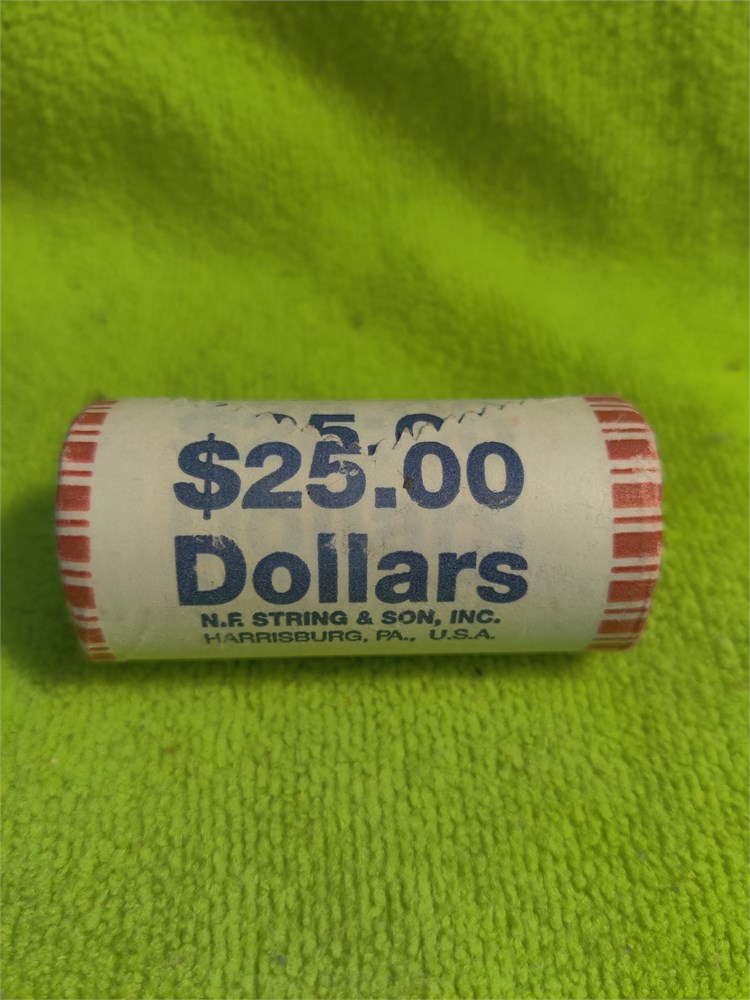 $25.00
Dollars
N.F. STRING & SON, INC.
HARRISBURG, PA., U.S.A.